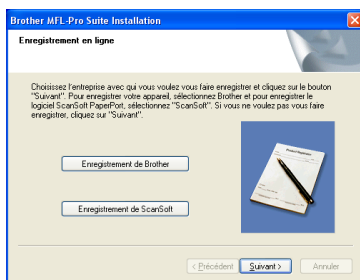 Brother MFL-Pro Suite Installation
Enregistrement en ligne
Choisissez l'entreprise avec qui vous voulez vous faire enregistrer et cliquez sur le bouton
"Suivant". Pour enregistrer votre appareil, sélectionnez Brother et pour enregistrer le
logiciel ScanSoft PaperPort, sélectionnez "ScanSoft". Si vous ne voulez pas vous faire
enregistrer, cliquez sur "Suivant".
Enregistrement de Brother
Enregistrement de ScanSoft
< Précédent Suivant > Annuler